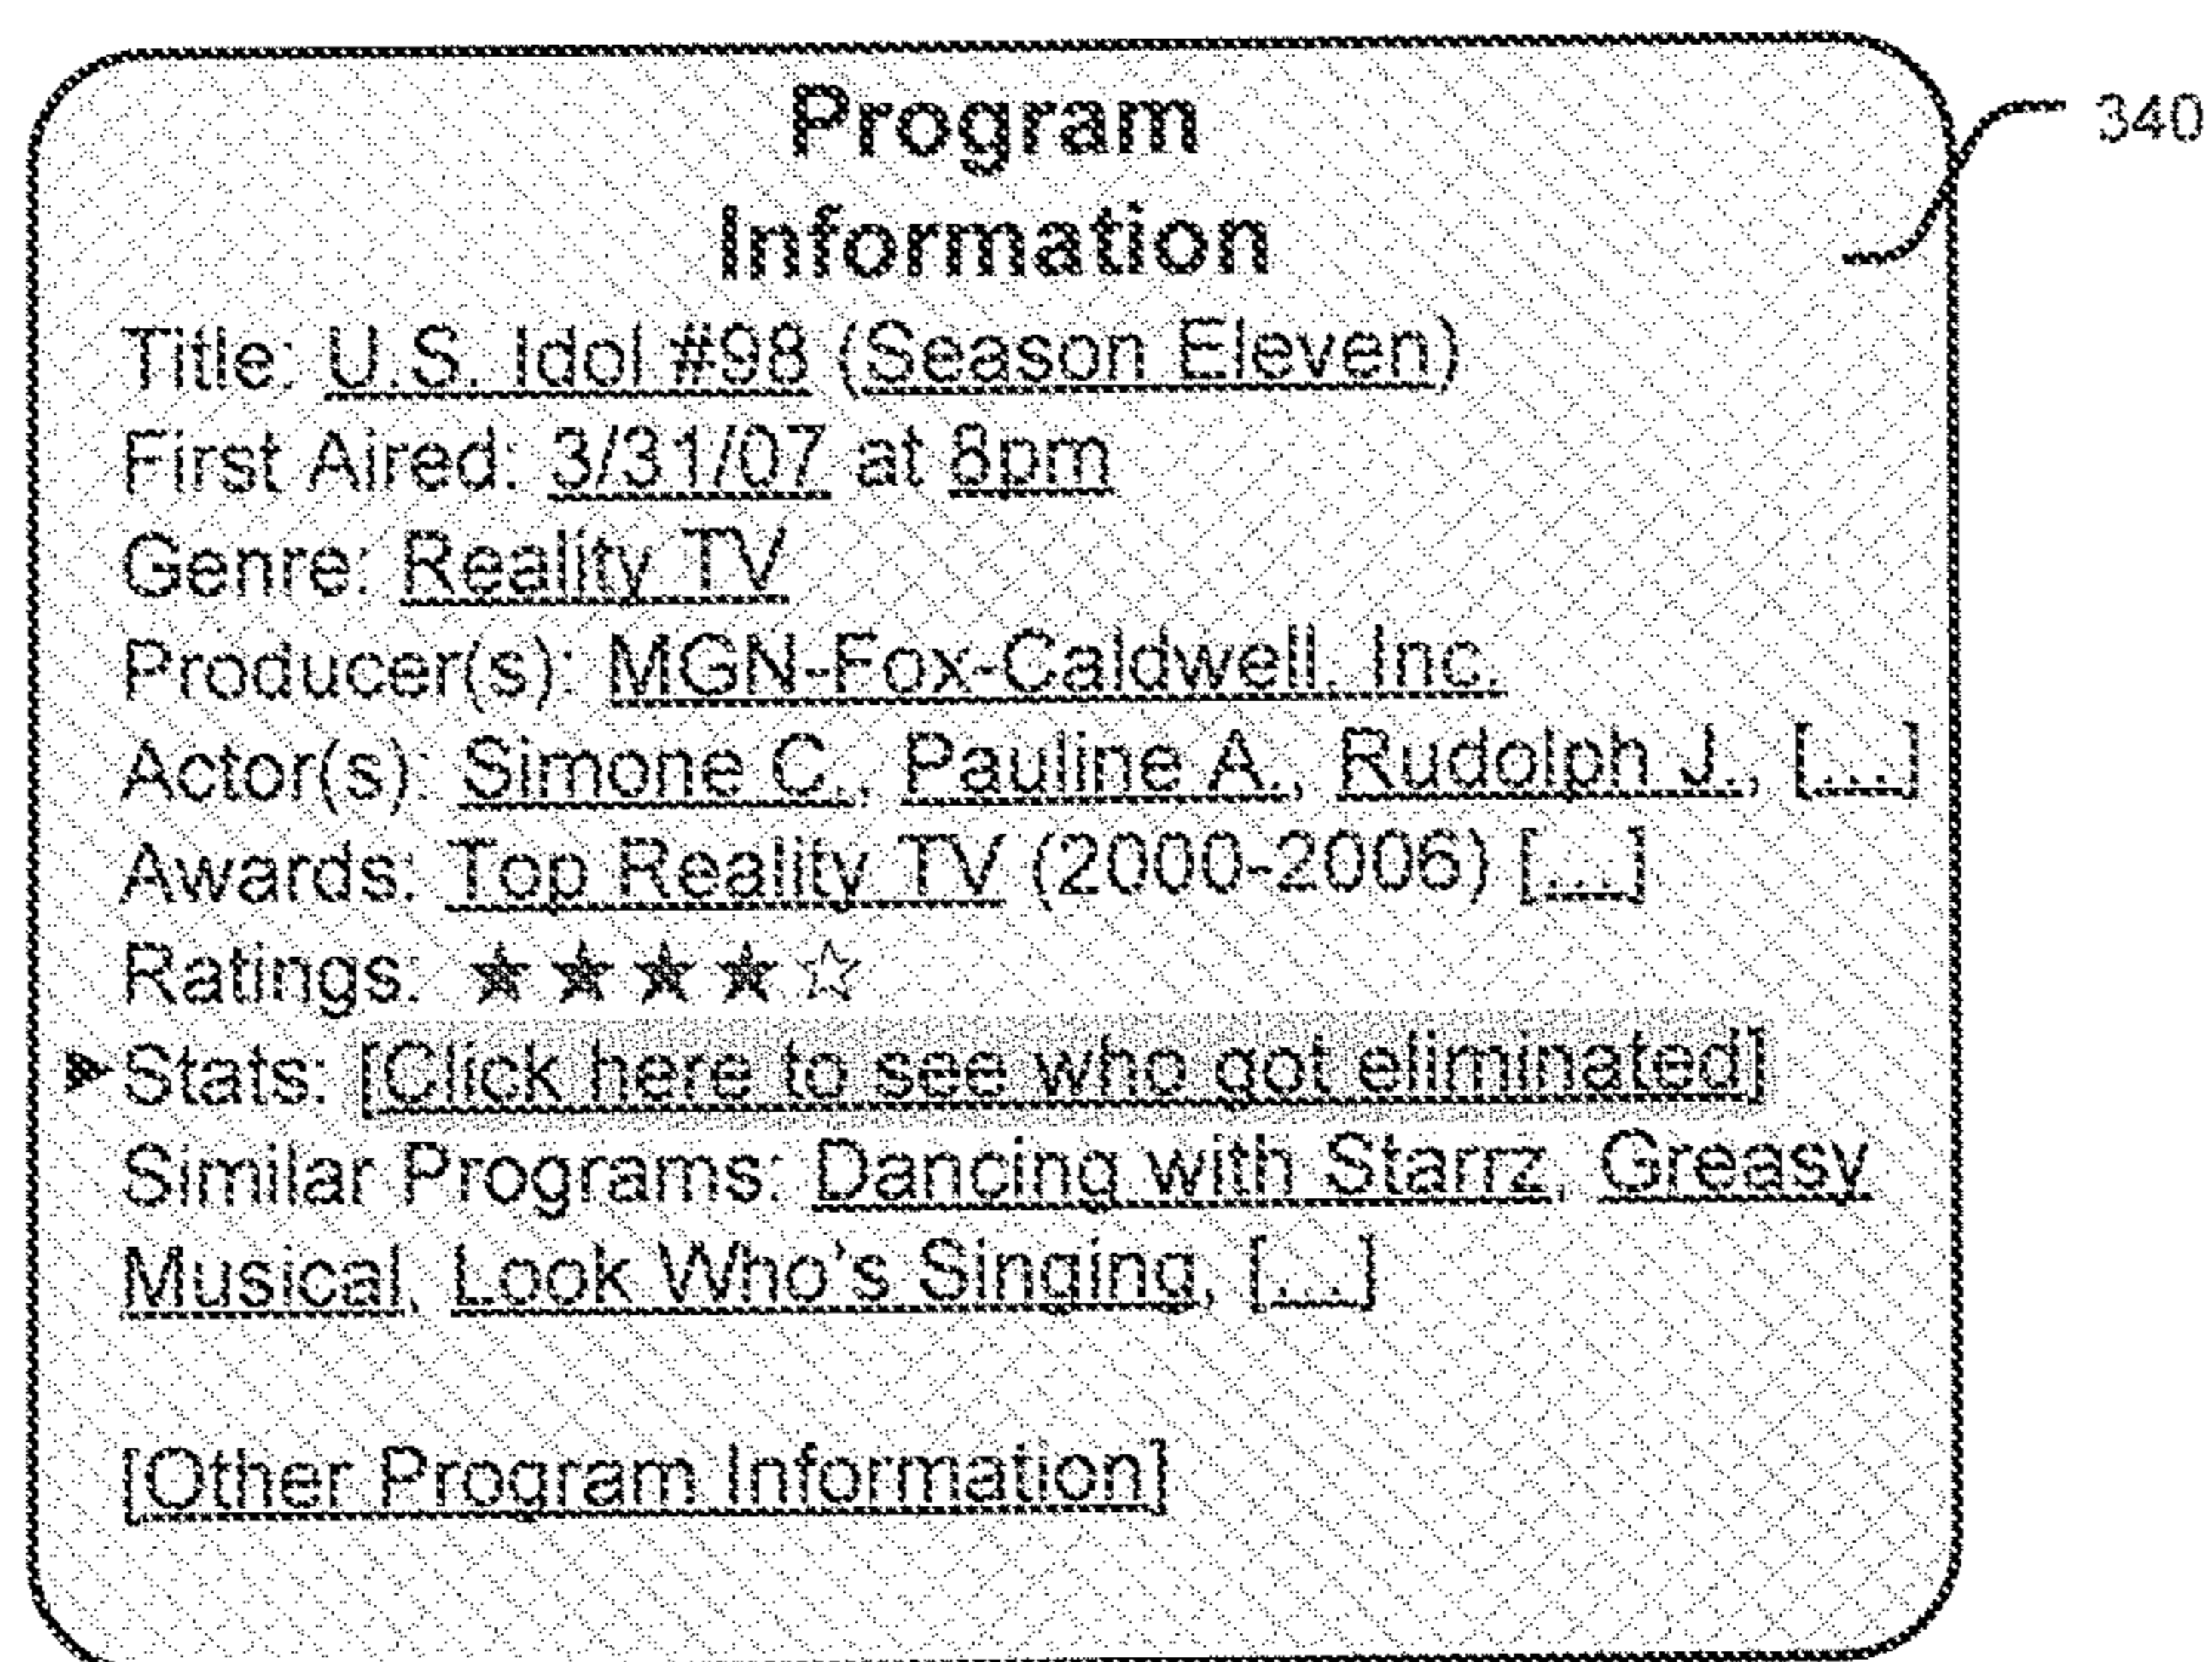 Program
340
Information
Title: U.S. Idol #98 (Season Eleven)
First Aired: 3/31/07 at 8pm
Genre: Reality TV
Producer(s): MGN-Fox-Caldwell, Inc.
Actor(s): Simone C., Pauline A., Rudolph J., [...]
Awards: Top Reality TV (2000-2006) [...]
Ratings: ★★★★☆
Stats: [Click here to see who got eliminated]
Similar Programs: Dancing with Starrz, Greasy
Musical, Look Who's Singing, [...]
[Other Program Information]